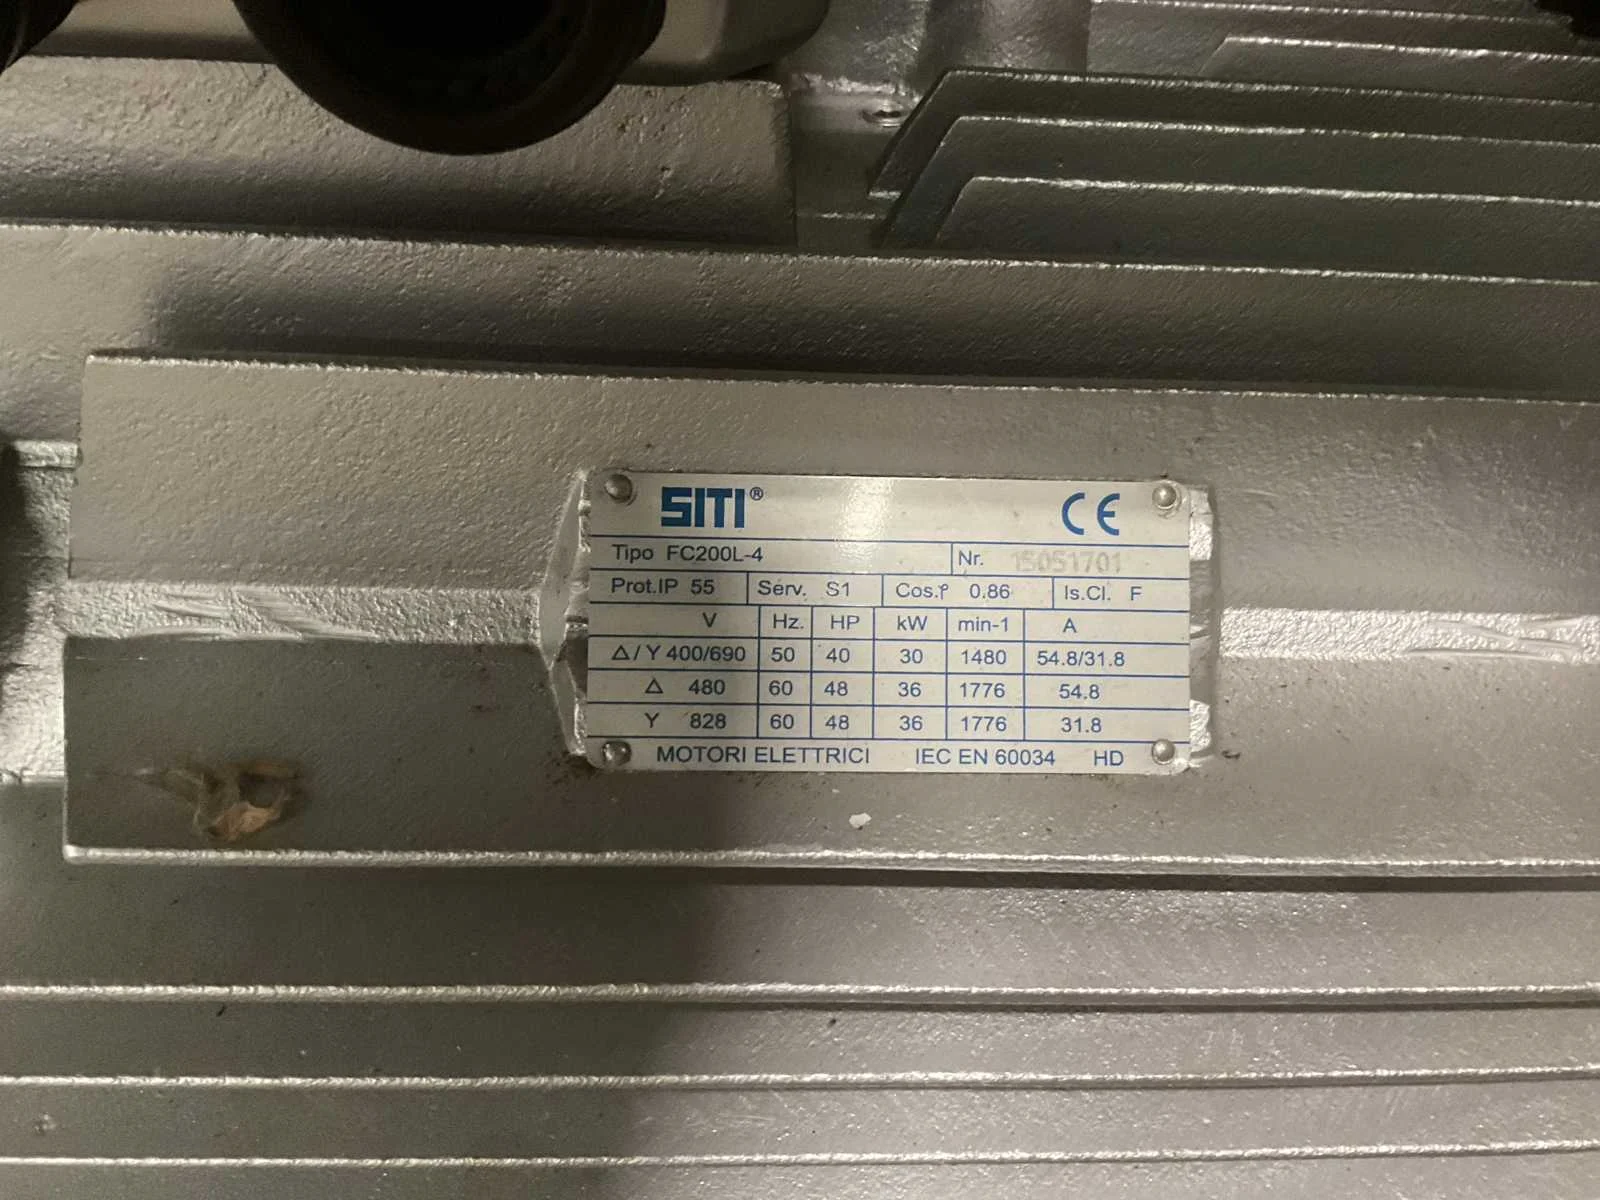 SITI® CE
Tipo FC200L-4 Nr. 15051701
Prot.IP 55 Serv. S1 Cos.φ 0.86 Is.Cl. F
V Hz. HP kW min-1 A
△/Y 400/690 50 40 30 1480 54.8/31.8
△ 480 60 48 36 1776 54.8
Y 828 60 48 36 1776 31.8
MOTORI ELETTRICI IEC EN 60034 HD